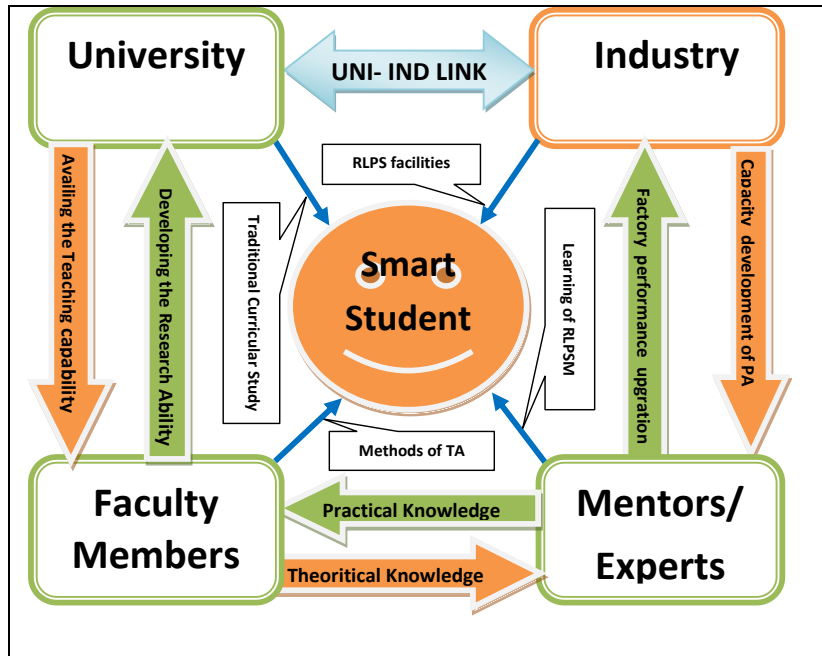 University
UNI- IND LINK
Industry
RLPS facilities
Availing the Teaching capability
Developing the Research Ability
Traditional Curricular Study
Smart
Student
Learning of RLPSM
Factory performance upgration
Capacity development of PA
Methods of TA
Faculty
Members
Practical Knowledge
Theoritical Knowledge
Mentors/
Experts